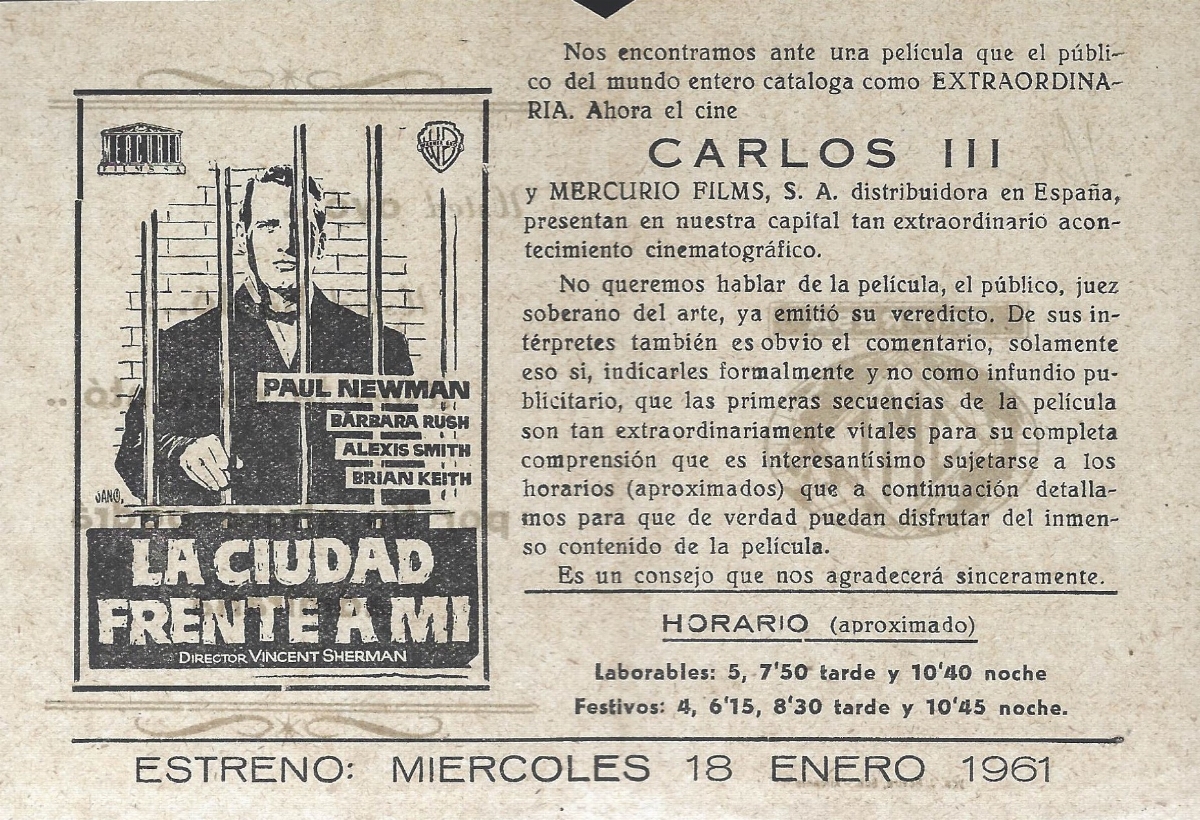 MERCURIO
FILMS S.A.
WB
PAUL NEWMAN
BARBARA RUSH
ALEXIS SMITH
BRIAN KEITH
JANO
LA CIUDAD
FRENTE A MI
DIRECTOR VINCENT SHERMAN
Nos encontramos ante una película que el públi-
co del mundo entero cataloga como EXTRAORDINA-
RIA. Ahora el cine
CARLOS III
y MERCURIO FILMS, S. A. distribuidora en España,
presentan en nuestra capital tan extraordinario acon-
tecimiento cinematográfico.
No queremos hablar de la película, el público, juez
soberano del arte, ya emitió su veredicto. De sus in-
térpretes también es obvio el comentario, solamente
eso si, indicarles formalmente y no como infundio pu-
blicitario, que las primeras secuencias de la película
son tan extraordinariamente vitales para su completa
comprensión que es interesantísimo sujetarse a los
horarios (aproximados) que a continuación detalla-
mos para que de verdad puedan disfrutar del inmen-
so contenido de la película.
Es un consejo que nos agradecerá sinceramente.
HORARIO (aproximado)
Laborables: 5, 7'50 tarde y 10'40 noche
Festivos: 4, 6'15, 8'30 tarde y 10'45 noche.
ESTRENO: MIERCOLES 18 ENERO 1961